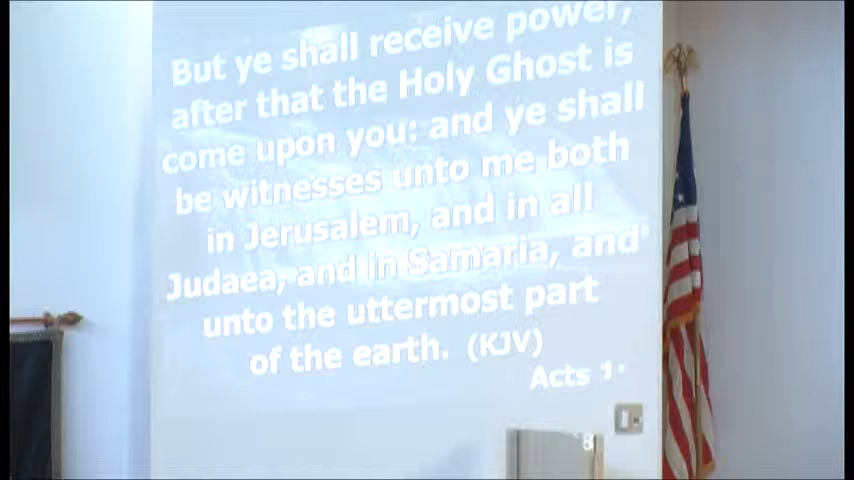 But ye shall receive power,
after that the Holy Ghost is
come upon you: and ye shall
be witnesses unto me both
in Jerusalem, and in all
Judaea, and in Samaria, and
unto the uttermost part
of the earth. (KJV)
Acts 1:
8